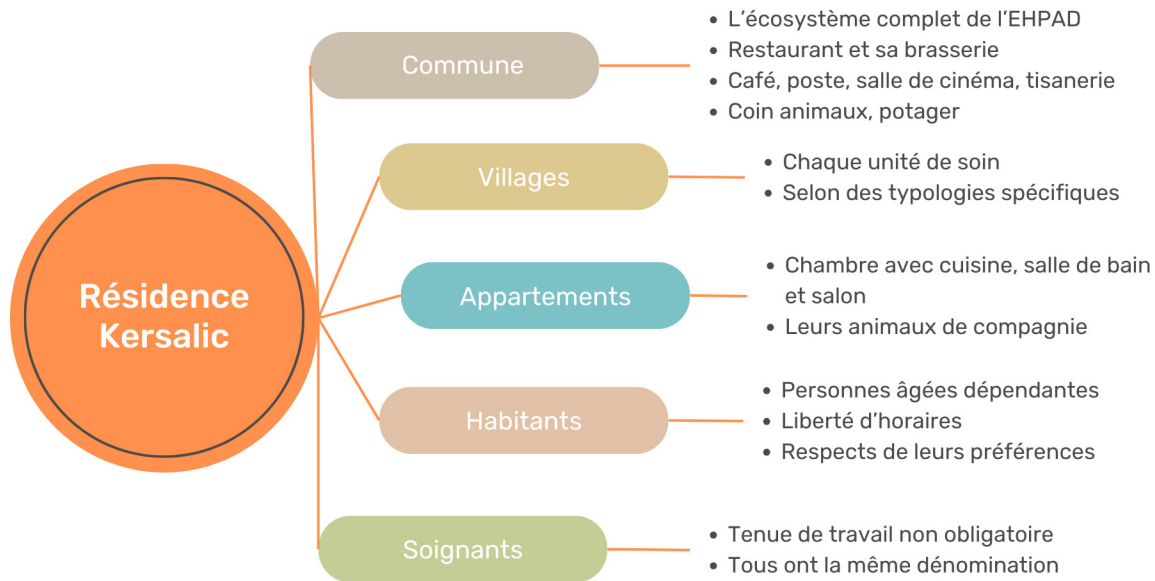 Résidence
Kersalic
Commune
• L'écosystème complet de l'EHPAD
• Restaurant et sa brasserie
• Café, poste, salle de cinéma, tisanerie
• Coin animaux, potager
Villages
• Chaque unité de soin
• Selon des typologies spécifiques
Appartements
• Chambre avec cuisine, salle de bain
et salon
• Leurs animaux de compagnie
Habitants
• Personnes âgées dépendantes
• Liberté d'horaires
• Respects de leurs préférences
Soignants
• Tenue de travail non obligatoire
• Tous ont la même dénomination